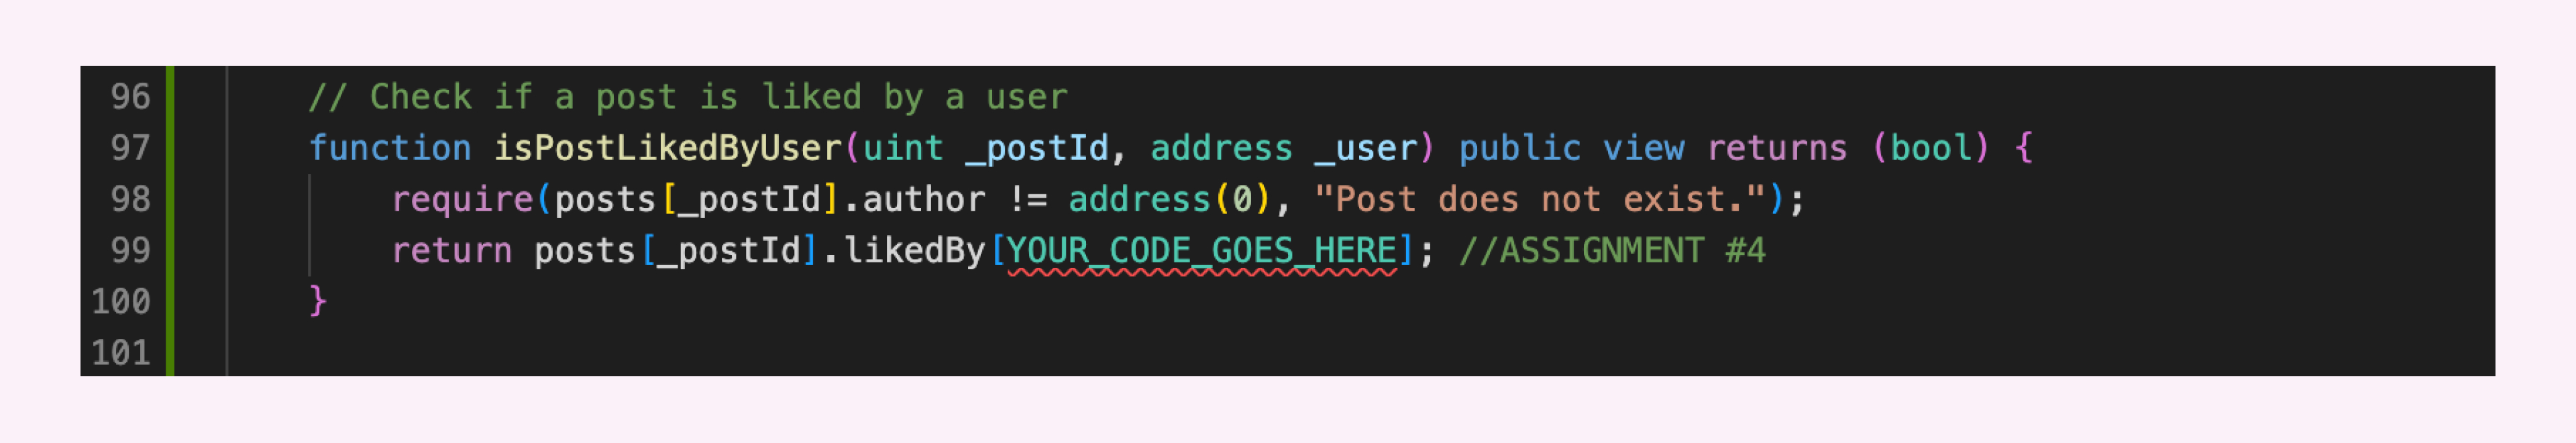 96 // Check if a post is liked by a user
97 function isPostLikedByUser(uint _postId, address _user) public view returns (bool) {
98 require(posts[_postId].author != address(0), "Post does not exist.");
99 return posts[_postId].likedBy[YOUR_CODE_GOES_HERE]; //ASSIGNMENT #4
100 }
101